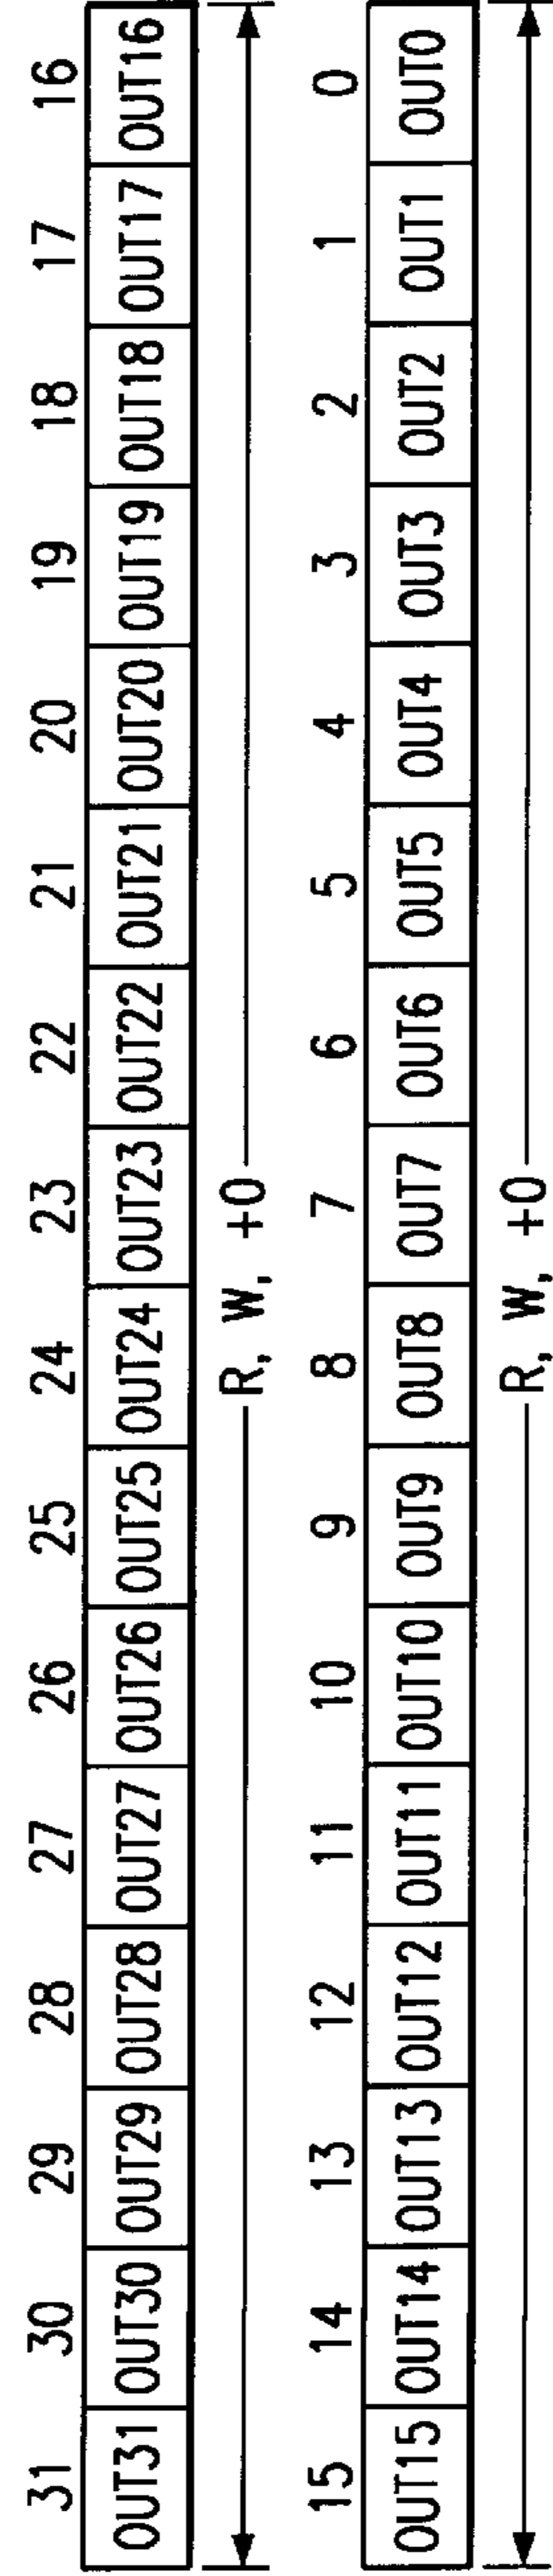 31 30 29 28 27 26 25 24 23 22 21 20 19 18 17 16
OUT31 OUT30 OUT29 OUT28 OUT27 OUT26 OUT25 OUT24 OUT23 OUT22 OUT21 OUT20 OUT19 OUT18 OUT17 OUT16
R, W, +0
15 14 13 12 11 10 9 8 7 6 5 4 3 2 1 0
OUT15 OUT14 OUT13 OUT12 OUT11 OUT10 OUT9 OUT8 OUT7 OUT6 OUT5 OUT4 OUT3 OUT2 OUT1 OUT0
R, W, +0